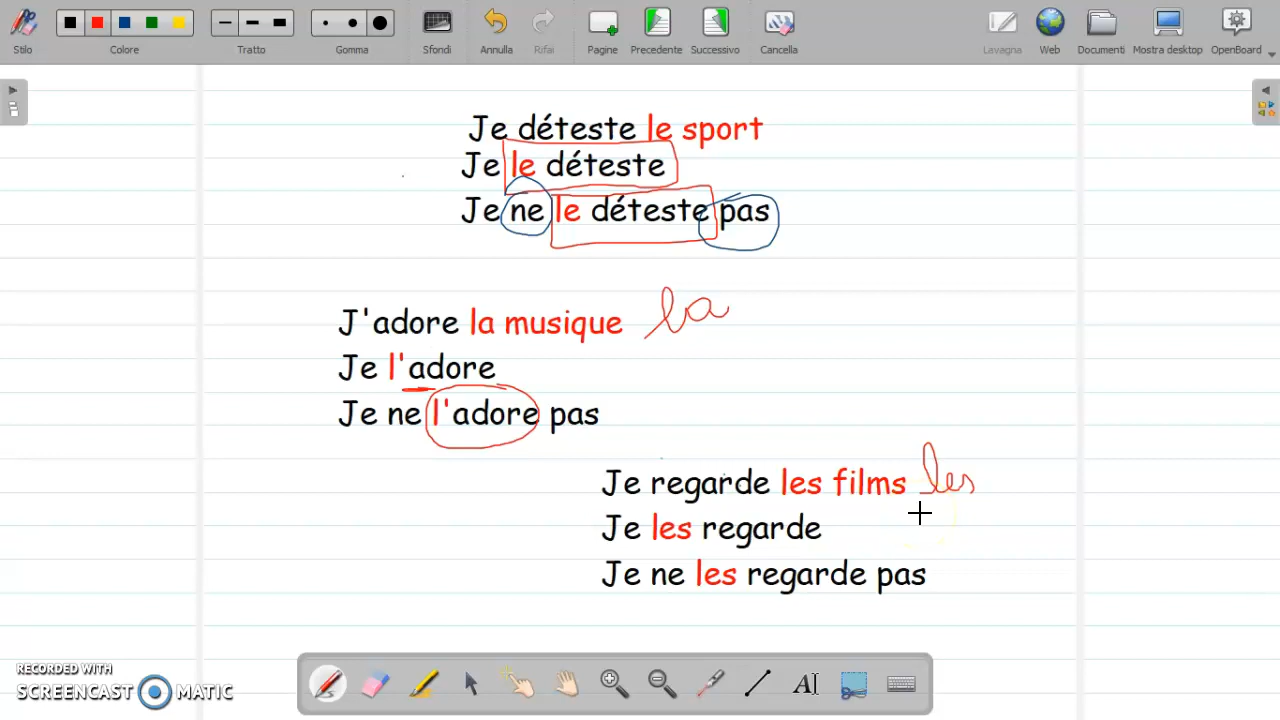 Stilo
Colore
Tratto
Gomma
Sfondi
Annulla
Rifai
Pagine
Precedente
Successivo
Cancella
Lavagna
Web
Documenti
Mostra desktop
OpenBoard
Je déteste le sport
Je le déteste
Je ne le déteste pas
J'adore la musique la
Je l'adore
Je ne l'adore pas
Je regarde les films les
Je les regarde
Je ne les regarde pas
RECORDED WITH
SCREENCAST MATIC